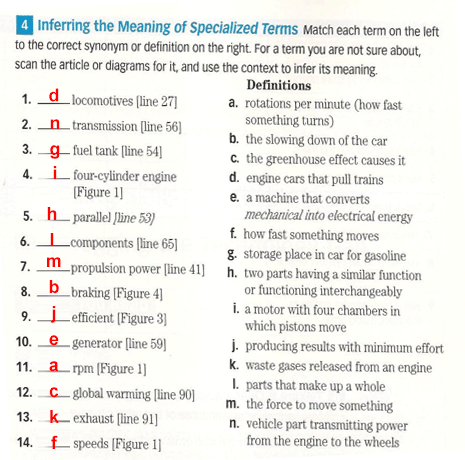 4 Inferring the Meaning of Specialized Terms Match each term on the left
to the correct synonym or definition on the right. For a term you are not sure about,
scan the article or diagrams for it, and use the context to infer its meaning.
Definitions
1. d locomotives [line 27]
2. n transmission [line 56]
3. g fuel tank [line 54]
4. i four-cylinder engine
[Figure 1]
5. h parallel [line 53]
6. l components [line 65]
7. m propulsion power [line 41]
8. b braking [Figure 4]
9. j efficient [Figure 3]
10. e generator [line 59]
11. a rpm [Figure 1]
12. c global warming [line 90]
13. k exhaust [line 91]
14. f speeds [Figure 1]
a. rotations per minute (how fast
something turns)
b. the slowing down of the car
c. the greenhouse effect causes it
d. engine cars that pull trains
e. a machine that converts
mechanical into electrical energy
f. how fast something moves
g. storage place in car for gasoline
h. two parts having a similar function
or functioning interchangeably
i. a motor with four chambers in
which pistons move
j. producing results with minimum effort
k. waste gases released from an engine
l. parts that make up a whole
m. the force to move something
n. vehicle part transmitting power
from the engine to the wheels